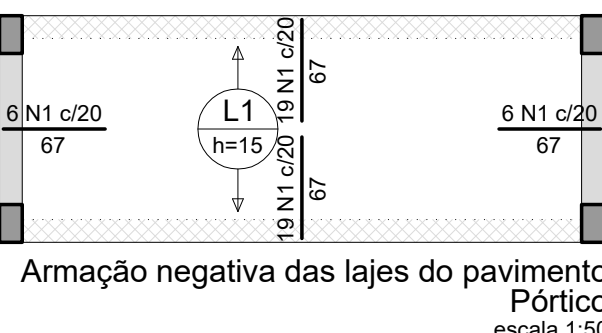 19 N1 c/20
67
6 N1 c/20
67
L1
h=15
6 N1 c/20
67
19 N1 c/20
67
Armação negativa das lajes do pavimento
Pórtico
escala 1:50